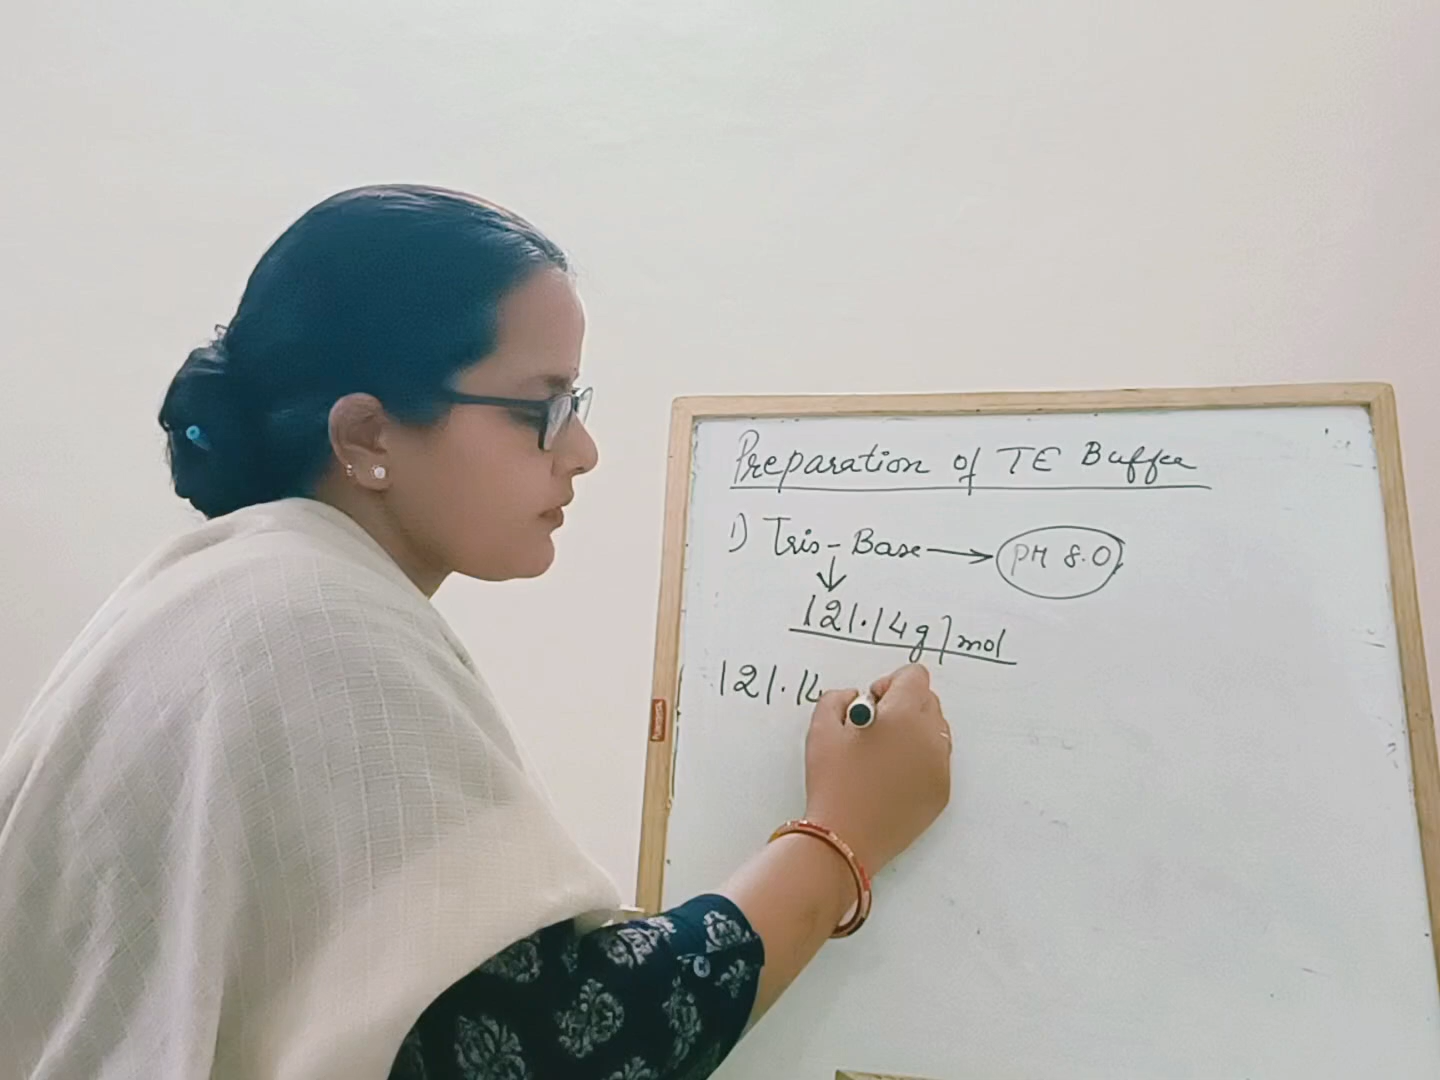 Preparation of TE Buffer
1) Tris-Base → pH 8.0
↓
121.14g/mol
121.14